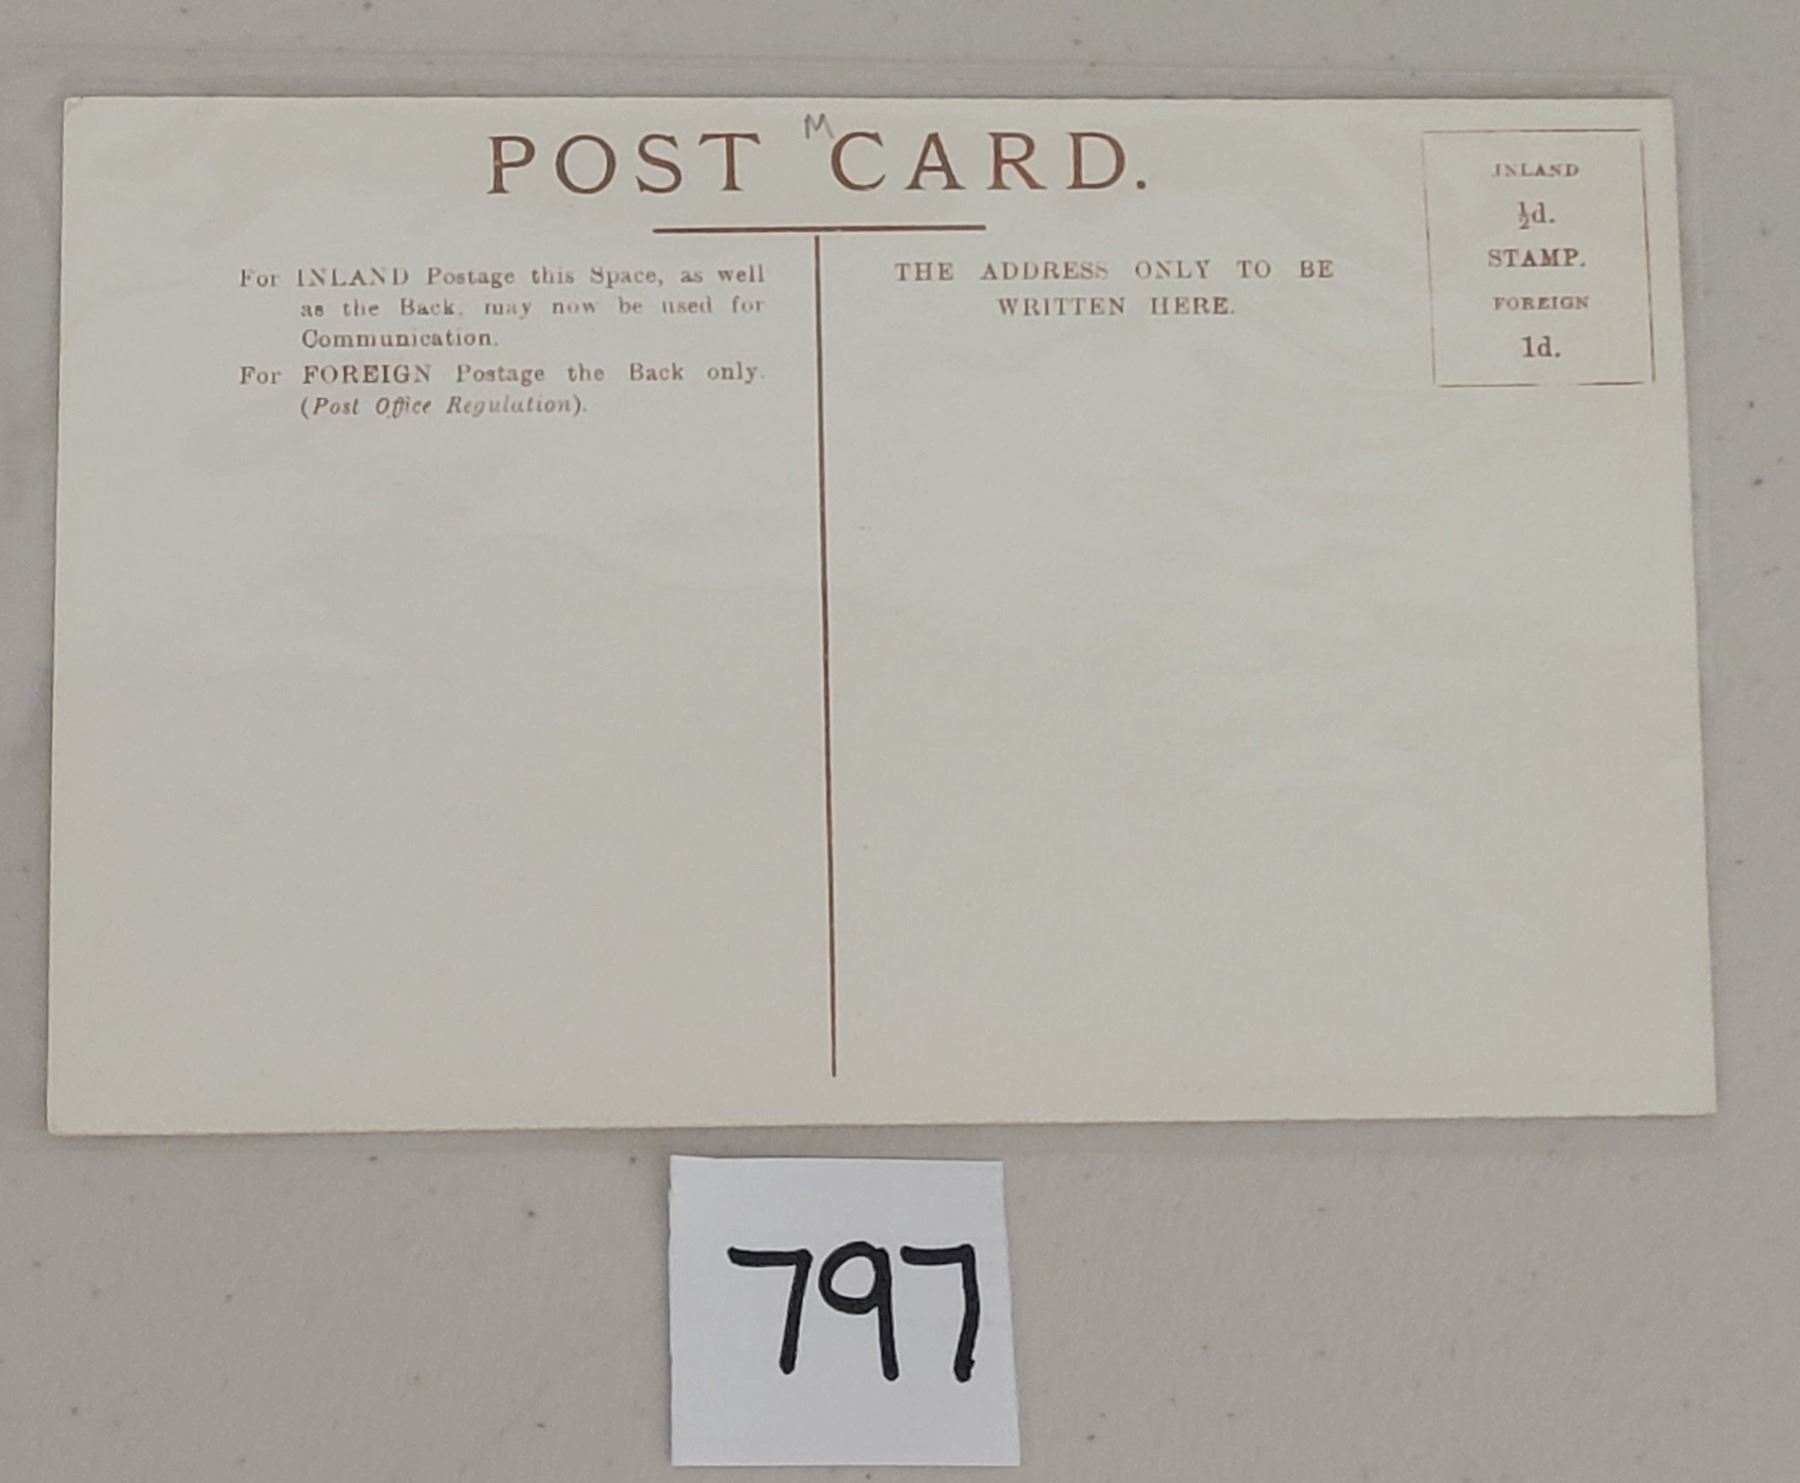 POST CARD.
M
For INLAND Postage this Space, as well
as the Back, may now be used for
Communication.
For FOREIGN Postage the Back only.
(Post Office Regulation).
THE ADDRESS ONLY TO BE
WRITTEN HERE.
INLAND
½d.
STAMP.
FOREIGN
1d.
797